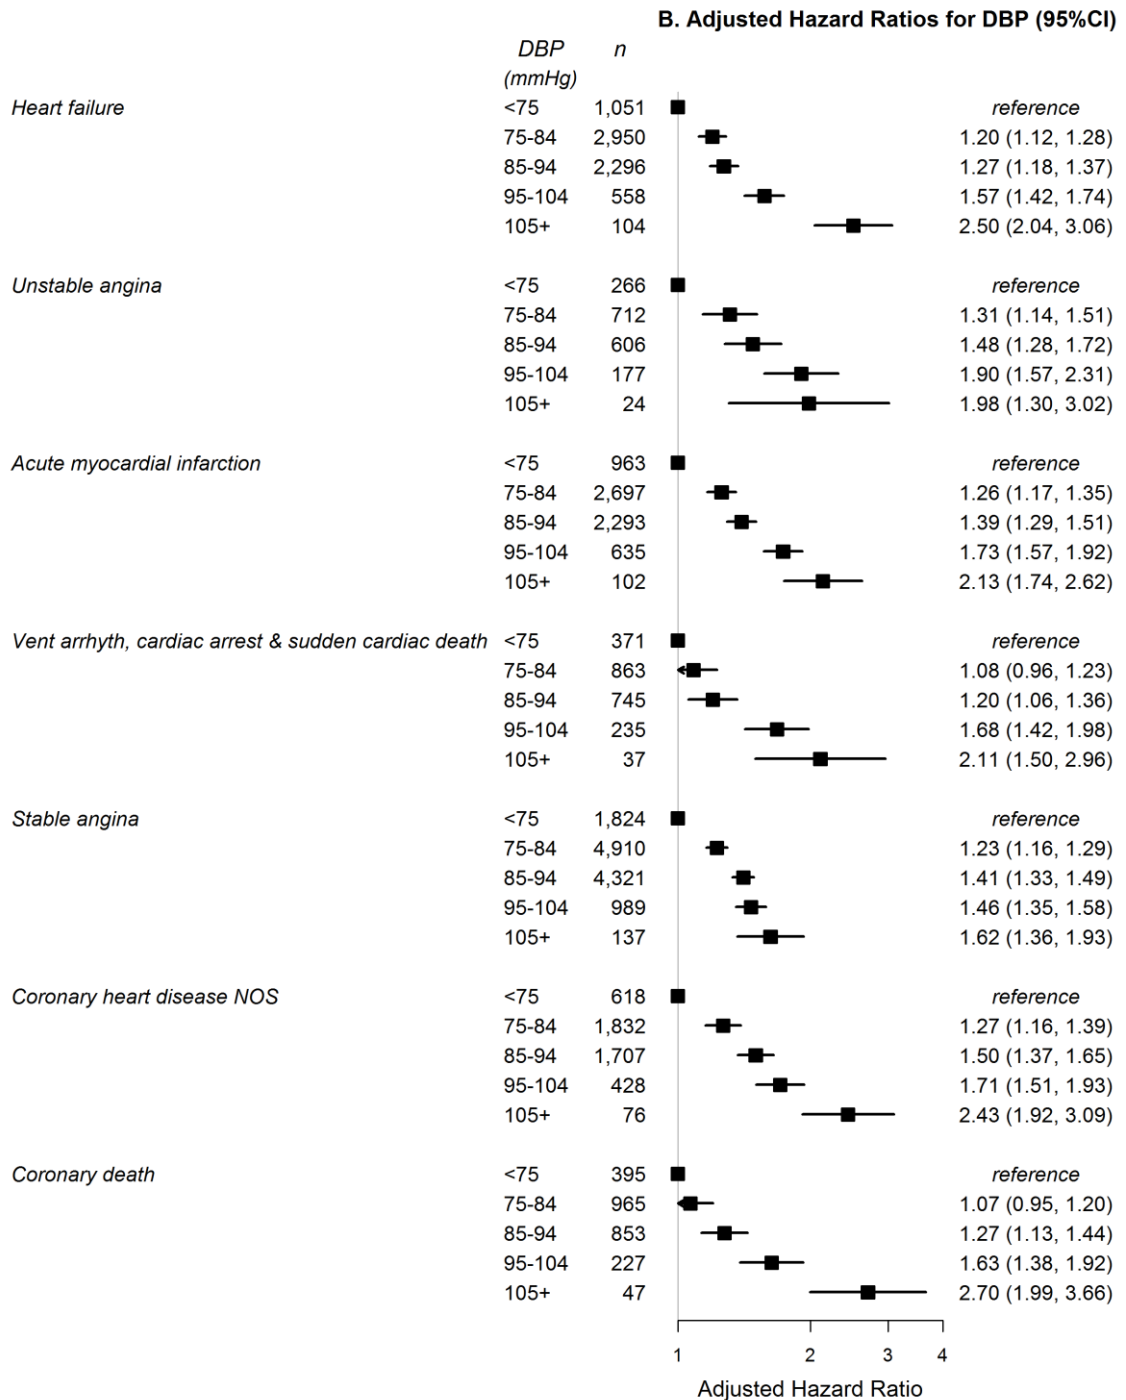 B. Adjusted Hazard Ratios for DBP (95%CI)
DBP n
(mmHg)
Heart failure <75 1,051 reference
75-84 2,950 1.20 (1.12, 1.28)
85-94 2,296 1.27 (1.18, 1.37)
95-104 558 1.57 (1.42, 1.74)
105+ 104 2.50 (2.04, 3.06)
Unstable angina <75 266 reference
75-84 712 1.31 (1.14, 1.51)
85-94 606 1.48 (1.28, 1.72)
95-104 177 1.90 (1.57, 2.31)
105+ 24 1.98 (1.30, 3.02)
Acute myocardial infarction <75 963 reference
75-84 2,697 1.26 (1.17, 1.35)
85-94 2,293 1.39 (1.29, 1.51)
95-104 635 1.73 (1.57, 1.92)
105+ 102 2.13 (1.74, 2.62)
Vent arrhyth, cardiac arrest & sudden cardiac death <75 371 reference
75-84 863 1.08 (0.96, 1.23)
85-94 745 1.20 (1.06, 1.36)
95-104 235 1.68 (1.42, 1.98)
105+ 37 2.11 (1.50, 2.96)
Stable angina <75 1,824 reference
75-84 4,910 1.23 (1.16, 1.29)
85-94 4,321 1.41 (1.33, 1.49)
95-104 989 1.46 (1.35, 1.58)
105+ 137 1.62 (1.36, 1.93)
Coronary heart disease NOS <75 618 reference
75-84 1,832 1.27 (1.16, 1.39)
85-94 1,707 1.50 (1.37, 1.65)
95-104 428 1.71 (1.51, 1.93)
105+ 76 2.43 (1.92, 3.09)
Coronary death <75 395 reference
75-84 965 1.07 (0.95, 1.20)
85-94 853 1.27 (1.13, 1.44)
95-104 227 1.63 (1.38, 1.92)
105+ 47 2.70 (1.99, 3.66)
1 2 3 4
Adjusted Hazard Ratio